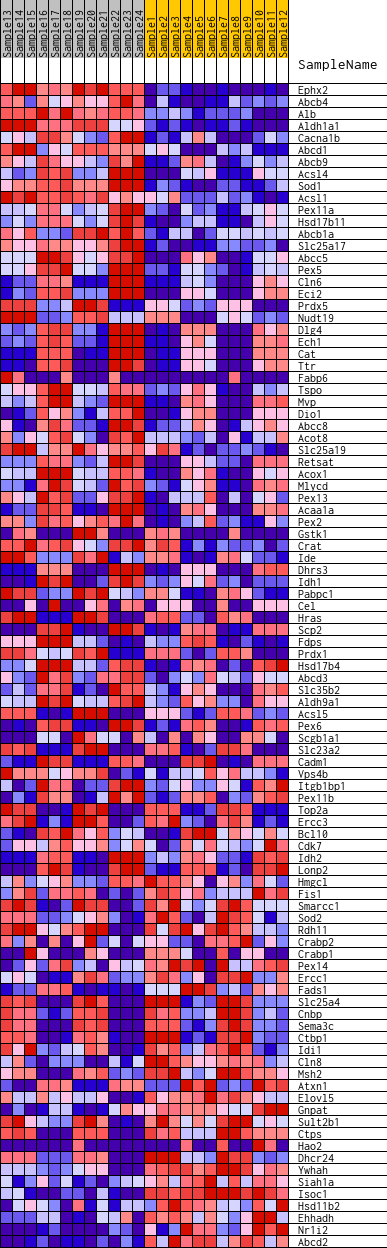 Sample13
Sample14
Sample15
Sample16
Sample17
Sample18
Sample19
Sample20
Sample21
Sample22
Sample23
Sample24
Sample1
Sample2
Sample3
Sample4
Sample5
Sample6
Sample7
Sample8
Sample9
Sample10
Sample11
Sample12
SampleName
Ephx2
Abcb4
Alb
Aldh1a1
Cacna1b
Abcd1
Abcb9
Acsl4
Sod1
Acsl1
Pex11a
Hsd17b11
Abcb1a
Slc25a17
Abcc5
Pex5
Cln6
Eci2
Prdx5
Nudt19
Dlg4
Ech1
Cat
Ttr
Fabp6
Tspo
Mvp
Dio1
Abcc8
Acot8
Slc25a19
Retsat
Acox1
Mlycd
Pex13
Acaa1a
Pex2
Gstk1
Crat
Ide
Dhrs3
Idh1
Pabpc1
Cel
Hras
Scp2
Fdps
Prdx1
Hsd17b4
Abcd3
Slc35b2
Aldh9a1
Acsl5
Pex6
Scgb1a1
Slc23a2
Cadm1
Vps4b
Itgb1bp1
Pex11b
Top2a
Ercc3
Bcl10
Cdk7
Idh2
Lonp2
Hmgcl
Fis1
Smarcc1
Sod2
Rdh11
Crabp2
Crabp1
Pex14
Ercc1
Fads1
Slc25a4
Cnbp
Sema3c
Ctbp1
Idi1
Cln8
Msh2
Atxn1
Elovl5
Gnpat
Sult2b1
Ctps
Hao2
Dhcr24
Ywhah
Siah1a
Isoc1
Hsd11b2
Ehhadh
Nr1i2
Abcd2